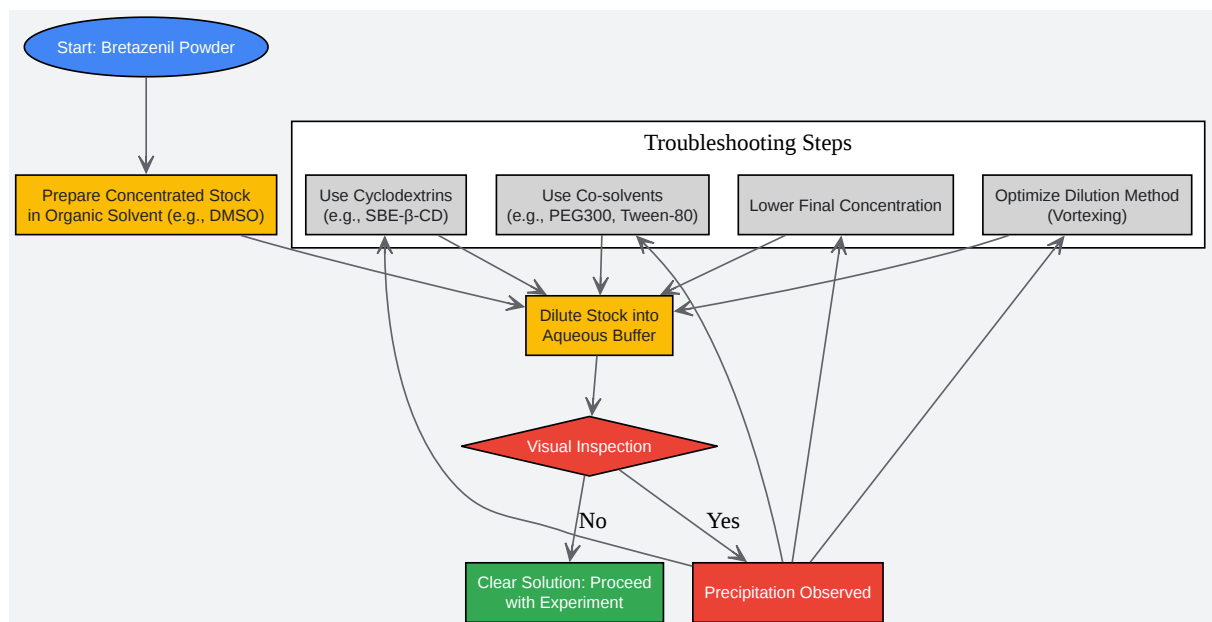 Start: Bretazenil Powder
Troubleshooting Steps
Prepare Concentrated Stock
in Organic Solvent (e.g., DMSO)
Use Cyclodextrins
(e.g., SBE-β-CD)
Use Co-solvents
(e.g., PEG300, Tween-80)
Lower Final Concentration
Optimize Dilution Method
(Vortexing)
Dilute Stock into
Aqueous Buffer
Visual Inspection
No
Yes
Clear Solution: Proceed
with Experiment
Precipitation Observed